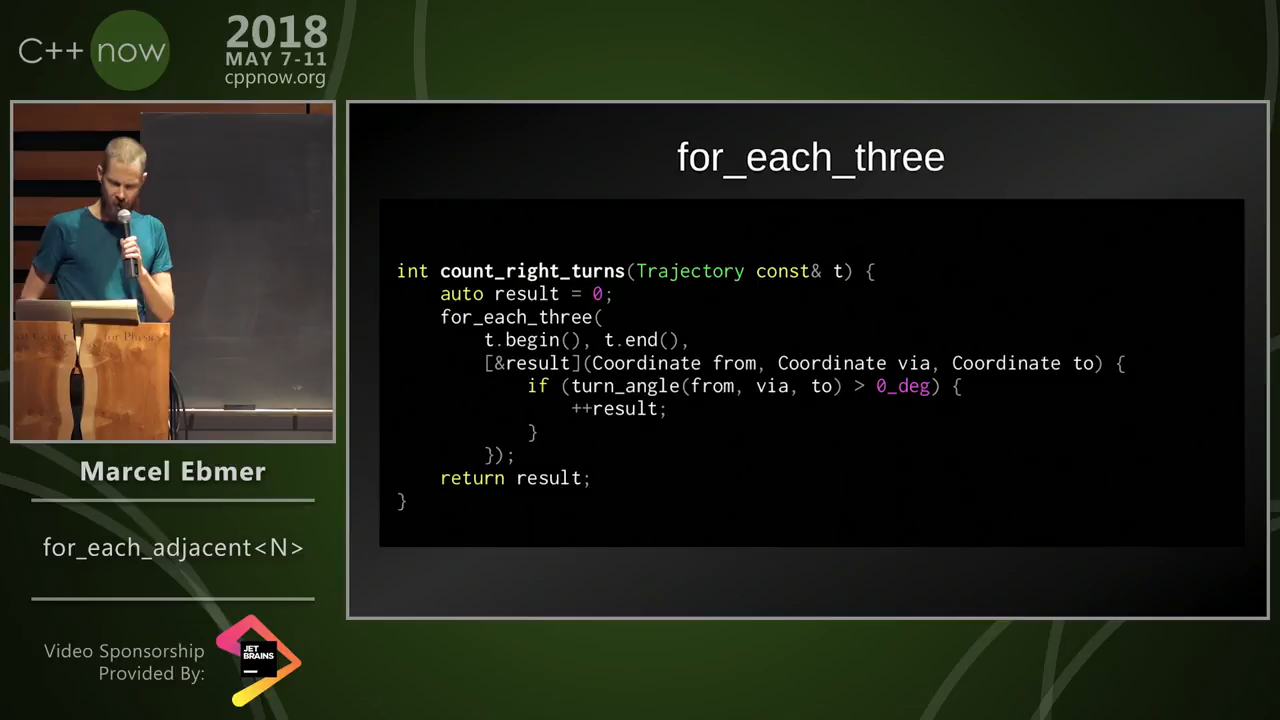 C++ now
2018
MAY 7-11
cppnow.org
for_each_three
int count_right_turns(Trajectory const& t) {
auto result = 0;
for_each_three(
t.begin(), t.end(),
[&result](Coordinate from, Coordinate via, Coordinate to) {
if (turn_angle(from, via, to) > 0_deg) {
++result;
}
});
return result;
}
for Physics
Marcel Ebmer
for_each_adjacent<N>
Video Sponsorship
Provided By:
JET
BRAINS